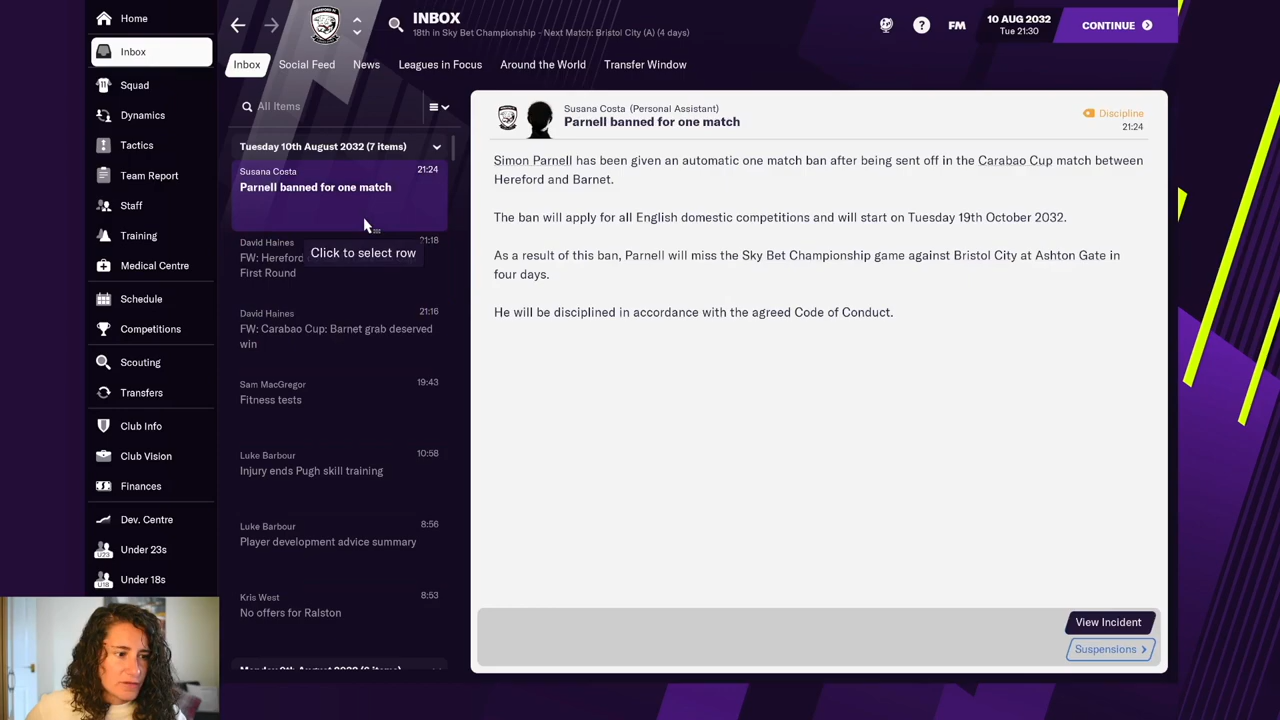 Home
Inbox
Squad
Dynamics
Tactics
Team Report
Staff
Training
Medical Centre
Schedule
Competitions
Scouting
Transfers
Club Info
Club Vision
Finances
Dev. Centre
U23
Under 23s
U18
Under 18s
INBOX
18th in Sky Bet Championship - Next Match: Bristol City (A) (4 days)
FM
10 AUG 2032
Tue 21:30
CONTINUE
Inbox
Social Feed
News
Leagues in Focus
Around the World
Transfer Window
All Items
Tuesday 10th August 2032 (7 items)
Susana Costa
21:24
Parnell banned for one match
Click to select row
David Haines
21:18
FW: Hereford
First Round
David Haines
21:16
FW: Carabao Cup: Barnet grab deserved
win
Sam MacGregor
19:43
Fitness tests
Luke Barbour
10:58
Injury ends Pugh skill training
Luke Barbour
8:56
Player development advice summary
Kris West
8:53
No offers for Ralston
Monday 9th August 2032 (6 items)
Susana Costa (Personal Assistant)
Parnell banned for one match
Discipline
21:24
Simon Parnell has been given an automatic one match ban after being sent off in the Carabao Cup match between
Hereford and Barnet.
The ban will apply for all English domestic competitions and will start on Tuesday 19th October 2032.
As a result of this ban, Parnell will miss the Sky Bet Championship game against Bristol City at Ashton Gate in
four days.
He will be disciplined in accordance with the agreed Code of Conduct.
View Incident
Suspensions